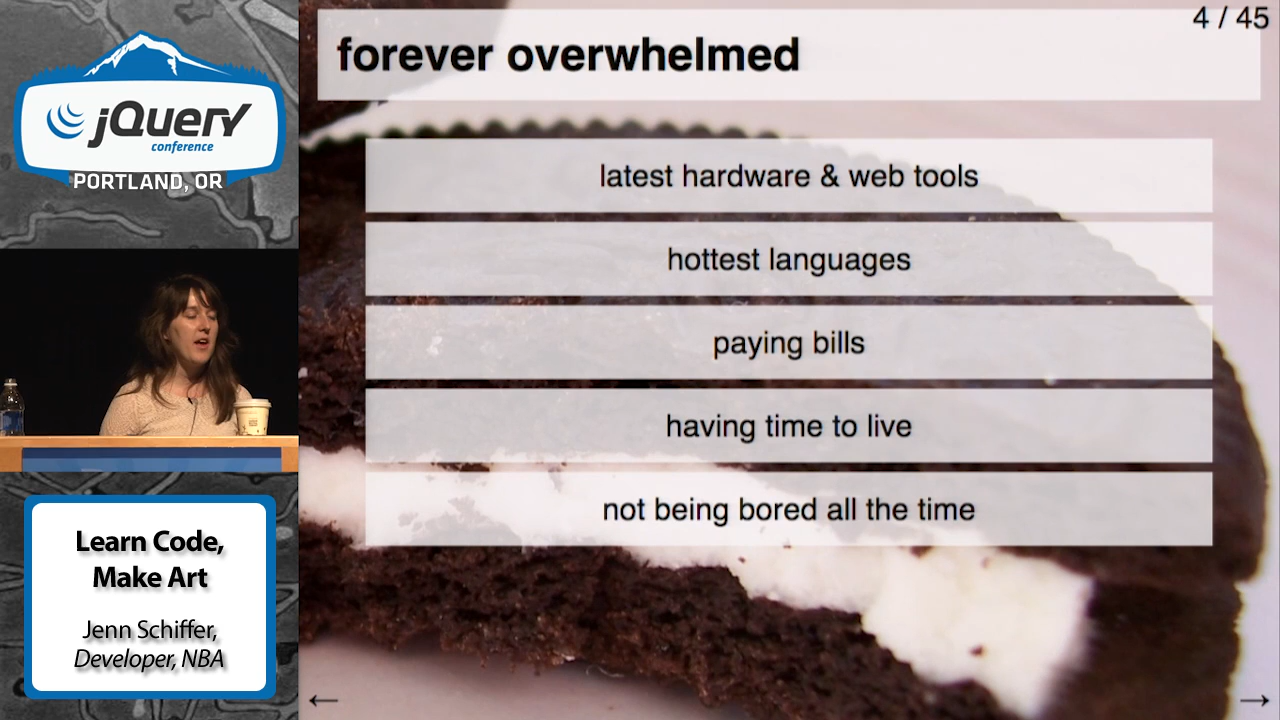 jQuery
conference
PORTLAND, OR
Learn Code,
Make Art
Jenn Schiffer,
Developer, NBA
4 / 45
forever overwhelmed
latest hardware & web tools
hottest languages
paying bills
having time to live
not being bored all the time
← →